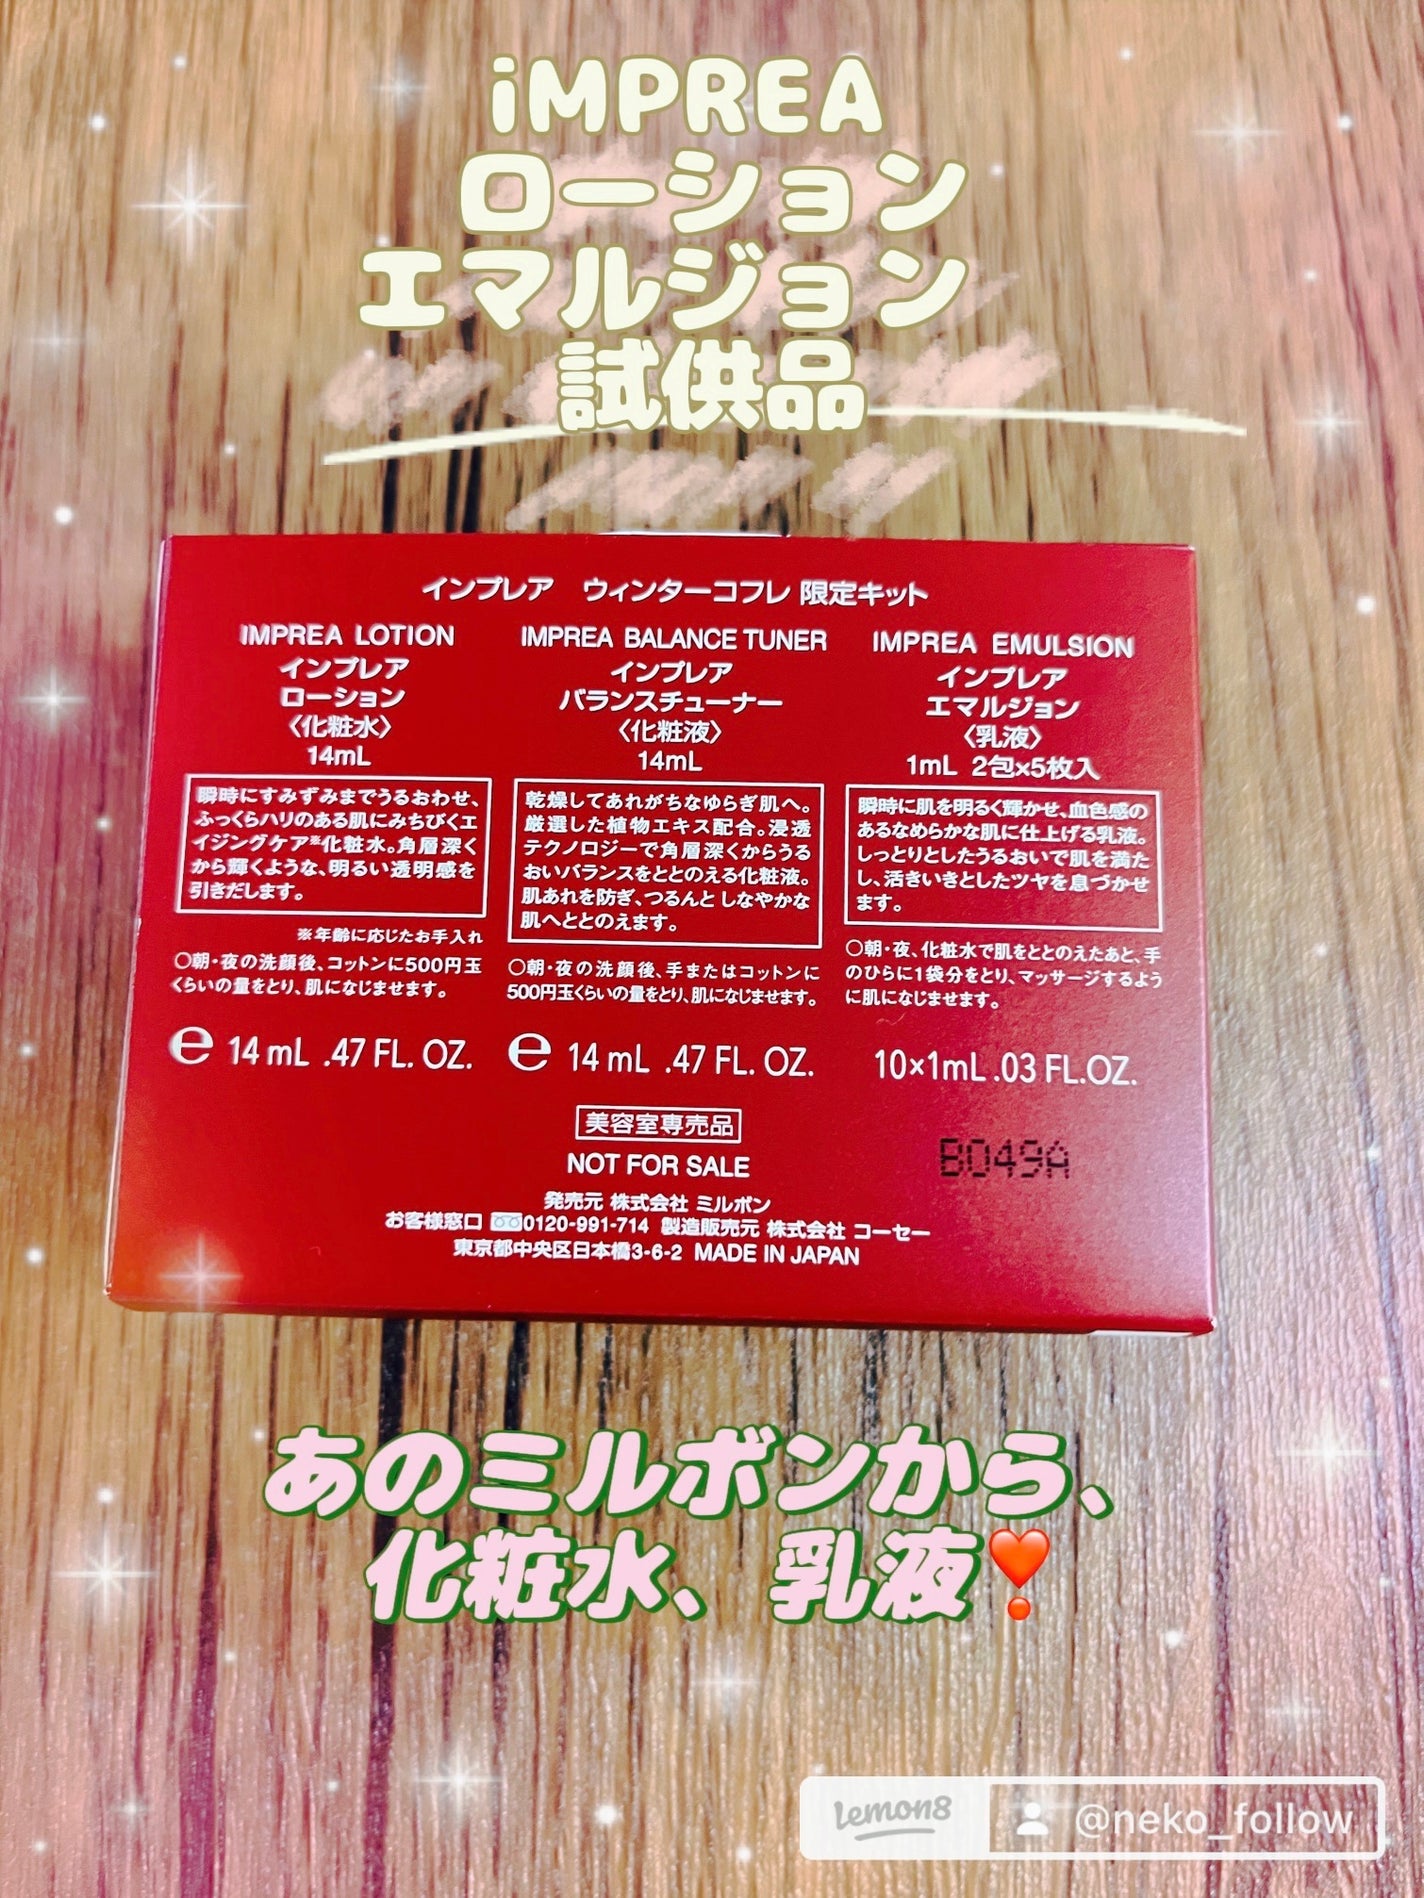 iMPREA
ローション
エマルジョン
試供品
インプレア ウィンターコフレ 限定キット
IMPREA LOTION
インプレア
ローション
〈化粧水〉
14mL
瞬時にすみずみまでうるおわせ、
ふっくらハリのある肌にみちびくエ
イジングケア※化粧水。角層深く
から輝くような、明るい透明感を
引きだします。
※年齢に応じたお手入れ
○朝・夜の洗顔後、コットンに500円玉
くらいの量をとり、肌になじませます。
e 14 mL .47 FL. OZ.
IMPREA BALANCE TUNER
インプレア
バランスチューナー
〈化粧液〉
14mL
乾燥してあれがちなゆらぎ肌へ。
厳選した植物エキス配合。浸透
テクノロジーで角層深くからうる
おいバランスをととのえる化粧液。
肌あれを防ぎ、つるんと しなやかな
肌へととのえます。
○朝・夜の洗顔後、手またはコットンに
500円玉くらいの量をとり、肌になじませます。
e 14 mL .47 FL. OZ.
IMPREA EMULSION
インプレア
エマルジョン
〈乳液〉
1mL 2包×5枚入
瞬時に肌を明るく輝かせ、血色感の
あるなめらかな肌に仕上げる乳液。
しっとりとしたうるおいで肌を満た
し、活きいきとしたツヤを息づかせ
ます。
○朝・夜、化粧水で肌をととのえたあと、手
のひらに1袋分をとり、マッサージするよう
に肌になじませます。
10×1mL .03 FL.OZ.
美容室専売品
NOT FOR SALE
B049A
発売元 株式会社 ミルボン
お客様窓口 0120-991-714 製造販売元 株式会社 コーセー
東京都中央区日本橋3-6-2 MADE IN JAPAN
あのミルボンから、
化粧水、乳液❣
Lemon8 @neko_follow